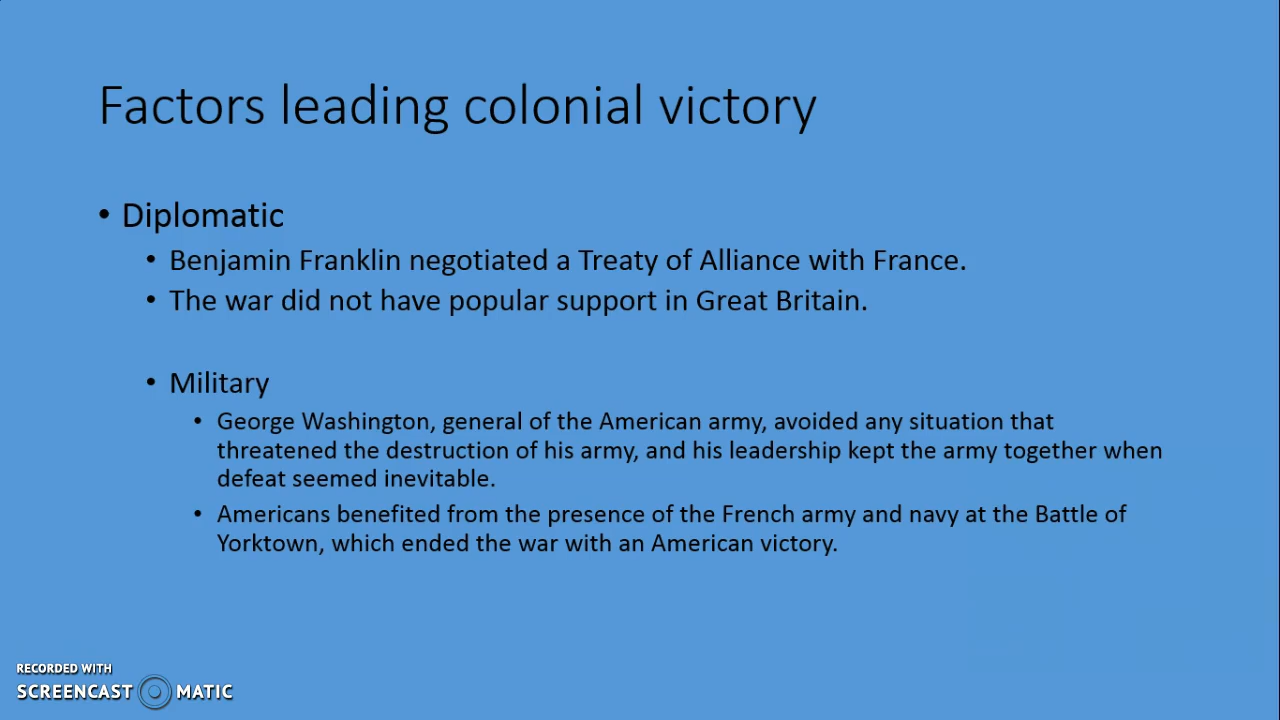 Factors leading colonial victory
• Diplomatic
• Benjamin Franklin negotiated a Treaty of Alliance with France.
• The war did not have popular support in Great Britain.
• Military
• George Washington, general of the American army, avoided any situation that
threatened the destruction of his army, and his leadership kept the army together when
defeat seemed inevitable.
• Americans benefited from the presence of the French army and navy at the Battle of
Yorktown, which ended the war with an American victory.
RECORDED WITH
SCREENCAST MATIC